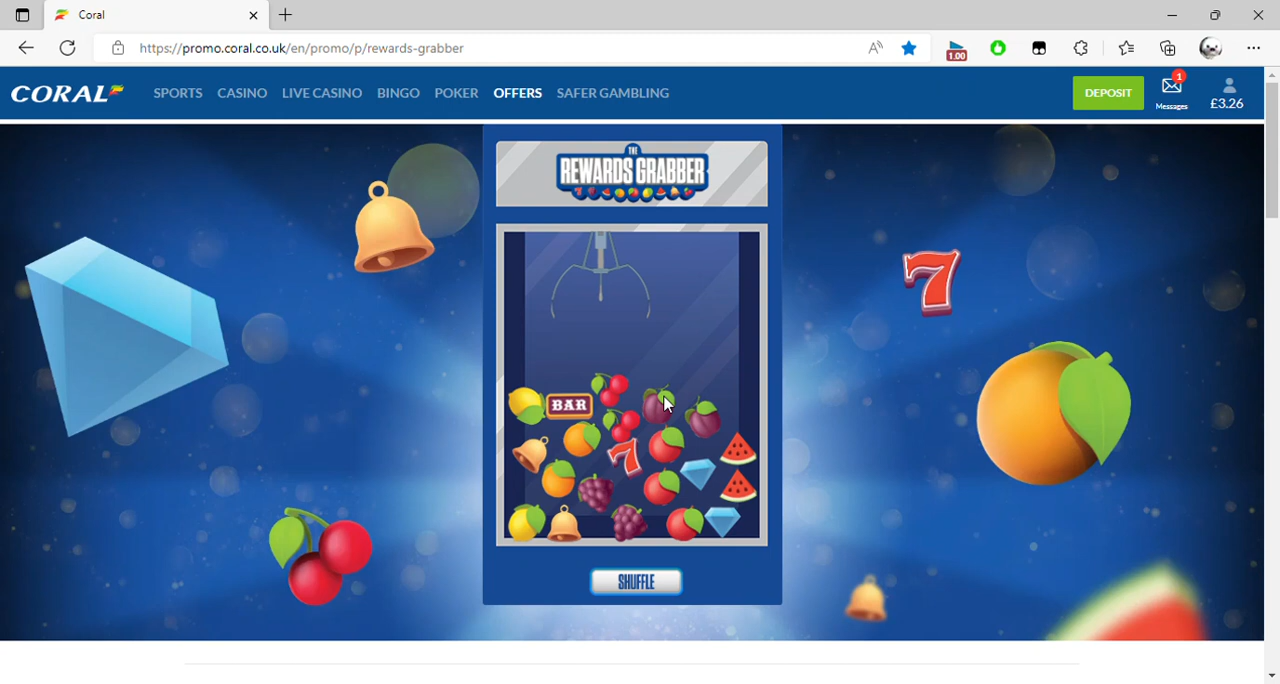 Coral
https://promo.coral.co.uk/en/promo/p/rewards-grabber
1.00
CORAL SPORTS CASINO LIVE CASINO BINGO POKER OFFERS SAFER GAMBLING DEPOSIT 1 Messages £3.26
THE
REWARDS GRABBER
7
BAR
7
SHUFFLE
7